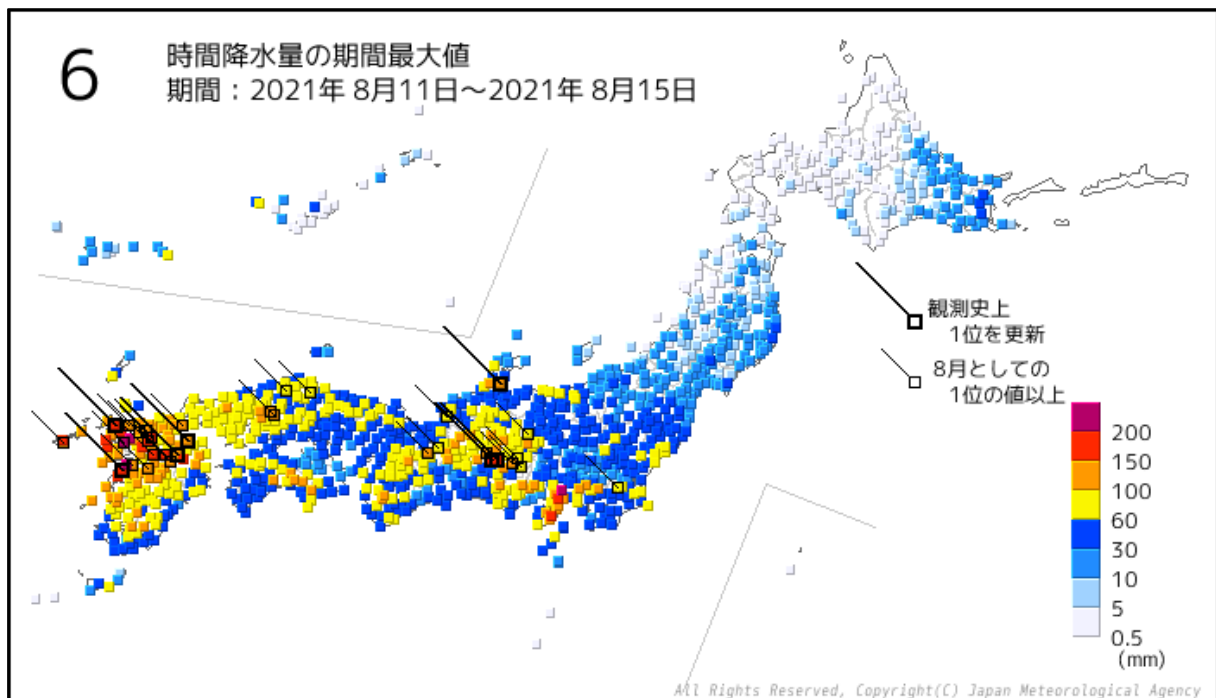 6 時間降水量の期間最大値
期間：2021年 8月11日～2021年 8月15日
観測史上
1位を更新
8月としての
1位の値以上
200
150
100
60
30
10
5
0.5
(mm)
All Rights Reserved, Copyright(C) Japan Meteorological Agency